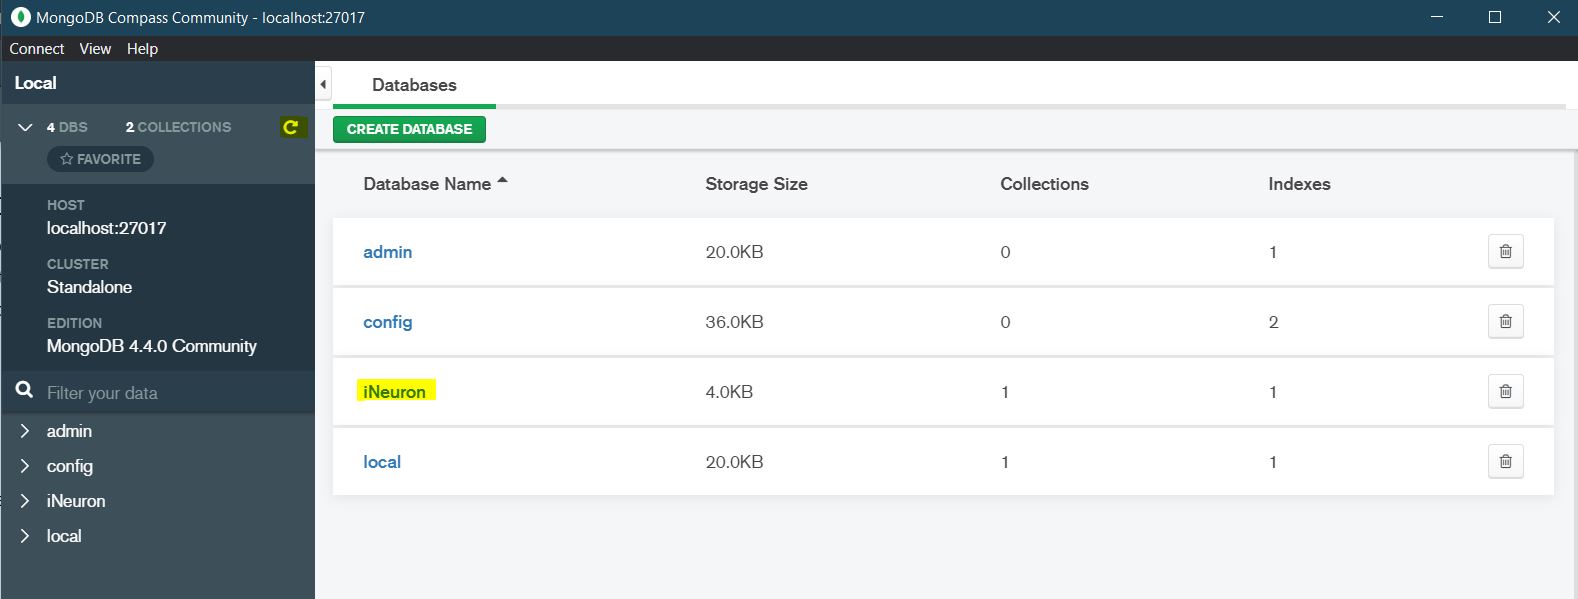 MongoDB Compass Community - localhost:27017
Connect View Help
Local
4 DBS 2 COLLECTIONS
FAVORITE
HOST
localhost:27017
CLUSTER
Standalone
EDITION
MongoDB 4.4.0 Community
Filter your data
admin
config
iNeuron
local
Databases
CREATE DATABASE
Database Name Storage Size Collections Indexes
admin 20.0KB 0 1
config 36.0KB 0 2
iNeuron 4.0KB 1 1
local 20.0KB 1 1